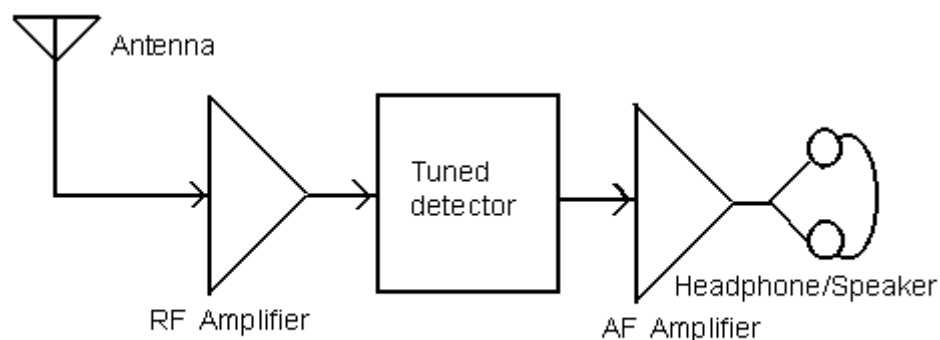 Antenna
RF Amplifier
Tuned
detector
AF Amplifier
Headphone/Speaker